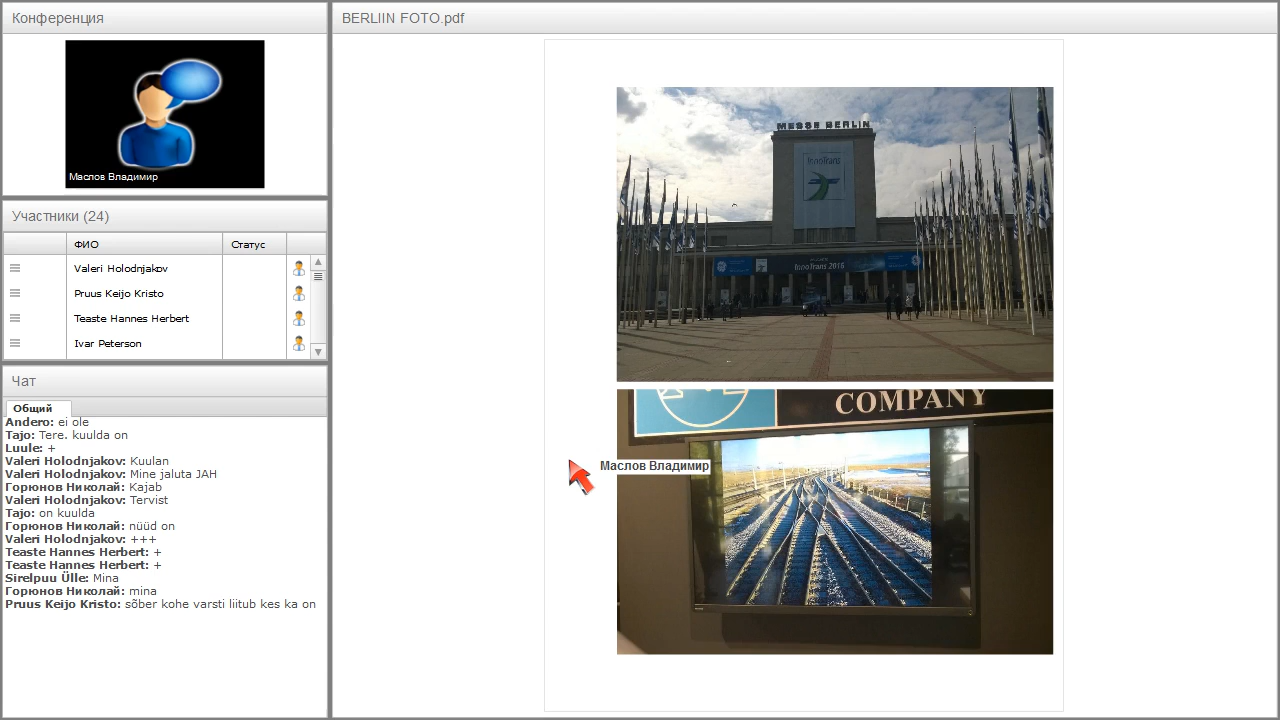 Конференция
Маслов Владимир
Участники (24)
ФИО
Статус
Valeri Holodnjakov
Pruus Keijo Kristo
Teaste Hannes Herbert
Ivar Peterson
Чат
Общий
Andero: ei ole
Tajo: Tere. kuulda on
Luule: +
Valeri Holodnjakov: Kuulan
Valeri Holodnjakov: Mine jaluta JAH
Горюнов Николай: Kajab
Valeri Holodnjakov: Tervist
Tajo: on kuulda
Горюнов Николай: nüüd on
Valeri Holodnjakov: +++
Teaste Hannes Herbert: +
Teaste Hannes Herbert: +
Sirelpuu Ülle: Mina
Горюнов Николай: mina
Pruus Keijo Kristo: sõber kohe varsti liitub kes ka on
BERLIIN FOTO.pdf
MESSE BERLIN
InnoTrans
InnoTrans 2016
COMPANY
Маслов Владимир